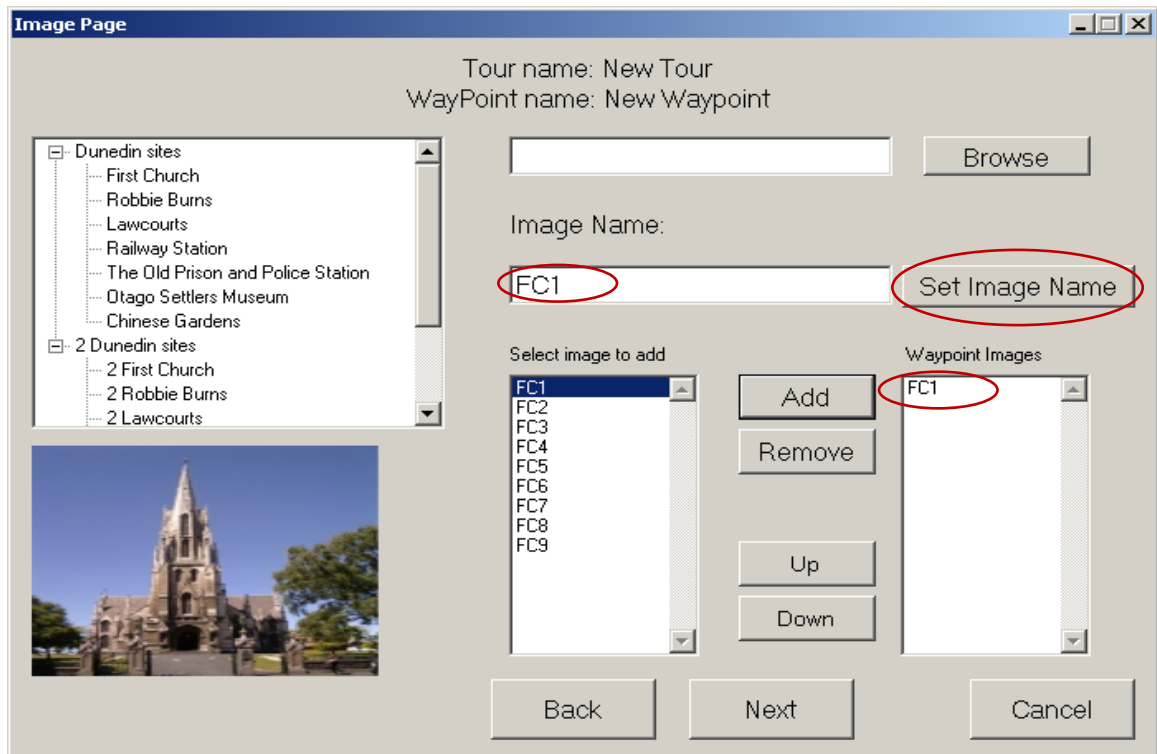 Image Page
Tour name: New Tour
WayPoint name: New Waypoint
Dunedin sites
First Church
Robbie Burns
Lawcourts
Railway Station
The Old Prison and Police Station
Otago Settlers Museum
Chinese Gardens
2 Dunedin sites
2 First Church
2 Robbie Burns
2 Lawcourts
Browse
Image Name:
FC1
Set Image Name
Select image to add
FC1
FC2
FC3
FC4
FC5
FC6
FC7
FC8
FC9
Add
Remove
Up
Down
Waypoint Images
FC1
Back
Next
Cancel